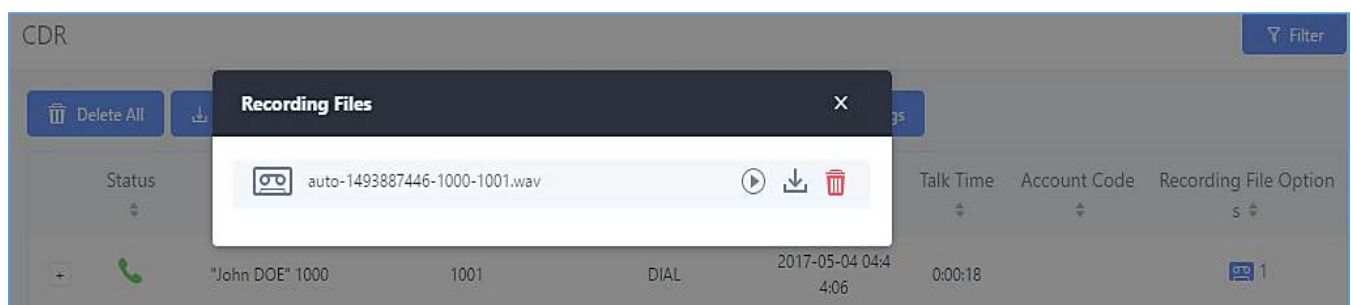 CDR
Filter
Delete All
Recording Files
gs
auto-1493887446-1000-1001.wav
Status
Talk Time
Account Code
Recording File Option
s
"John DOE" 1000
1001
DIAL
2017-05-04 04:4
4:06
0:00:18
1